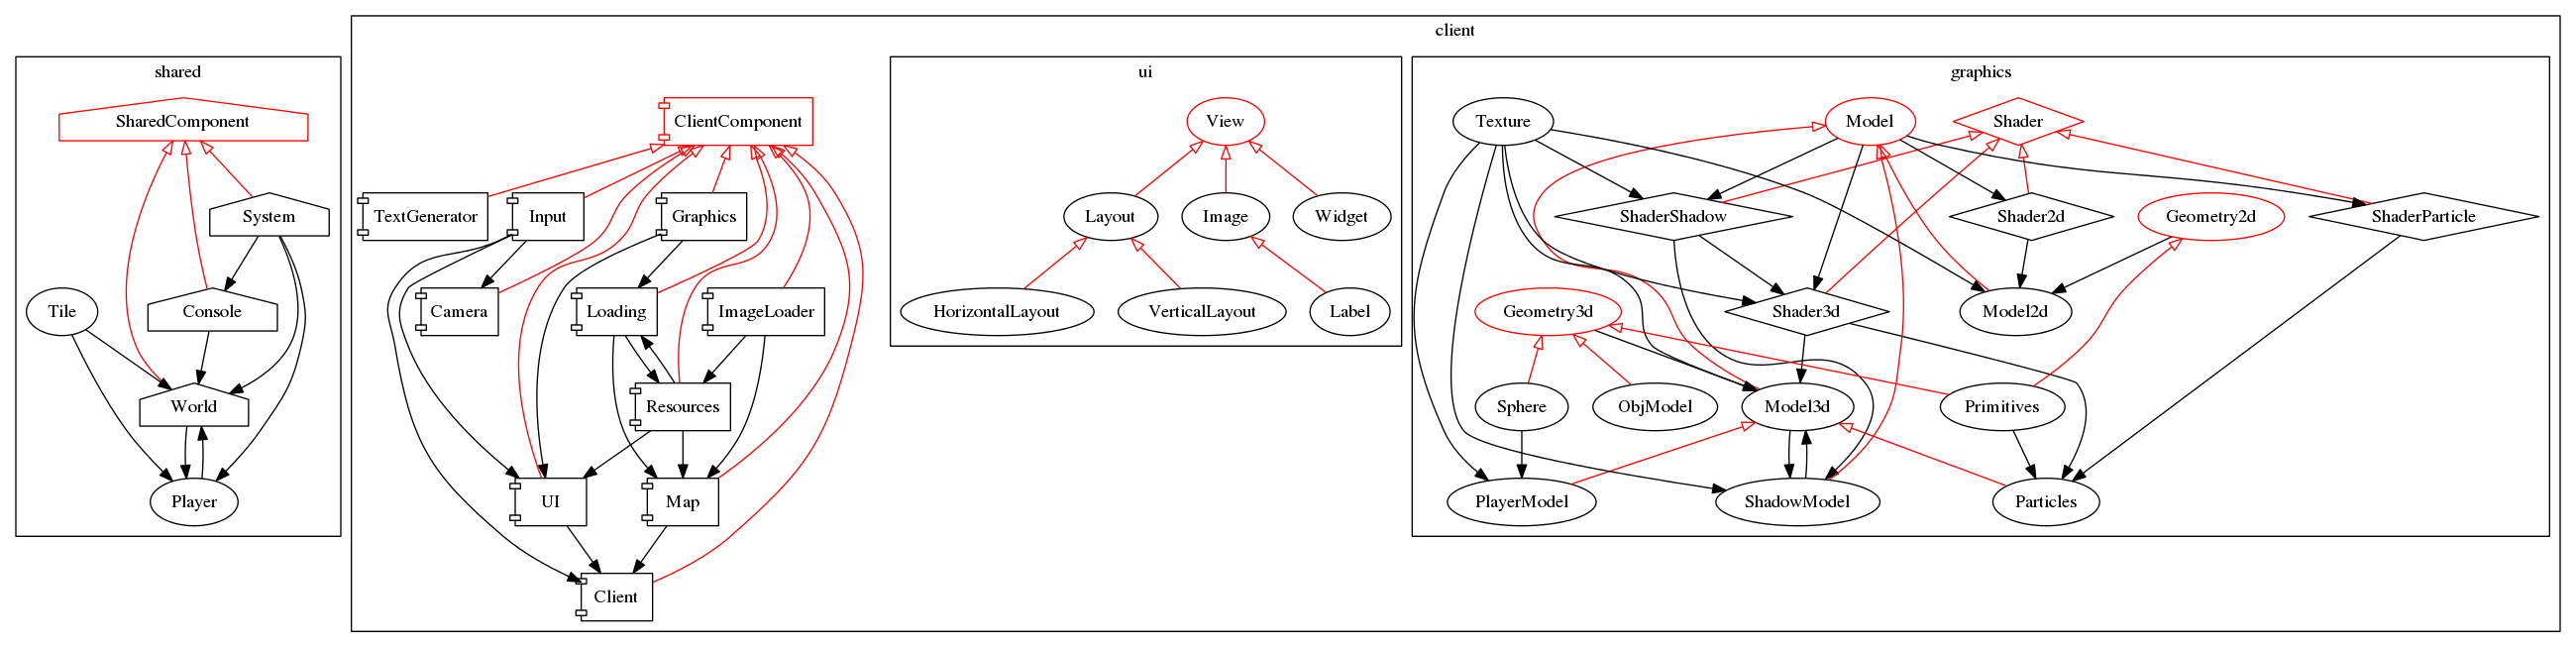 client
shared
ui
graphics
SharedComponent
ClientComponent
View
Texture
Model
Shader
System
TextGenerator
Input
Graphics
Layout
Image
Widget
ShaderShadow
Shader2d
Geometry2d
ShaderParticle
Tile
Console
Camera
Loading
ImageLoader
HorizontalLayout
VerticalLayout
Label
Geometry3d
Shader3d
Model2d
World
Resources
Sphere
ObjModel
Model3d
Primitives
Player
UI
Map
PlayerModel
ShadowModel
Particles
Client